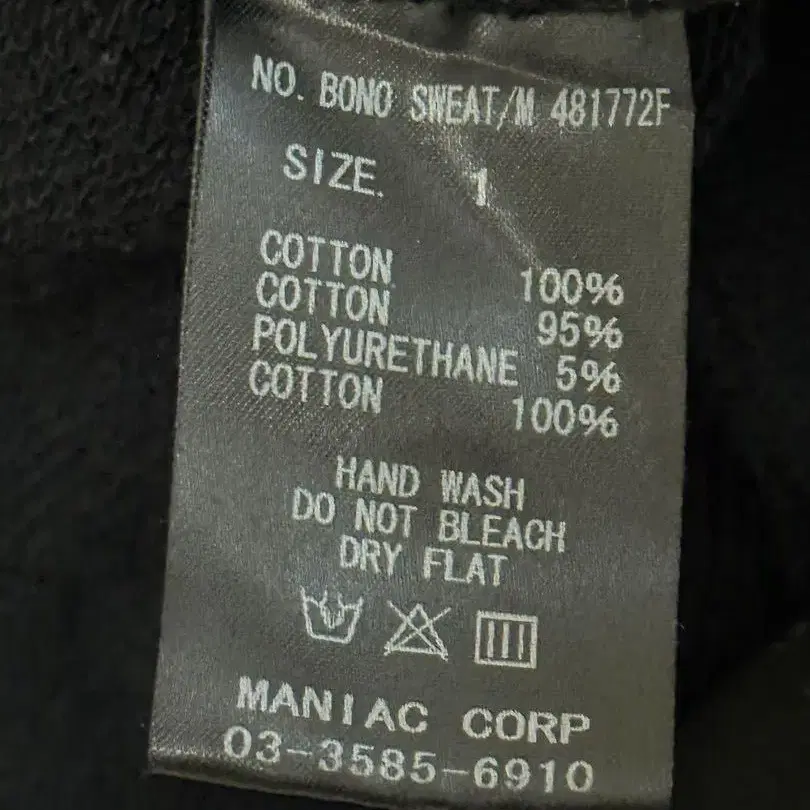 NO. BONO SWEAT/M 481772F
SIZE. 1
COTTON 100%
COTTON 95%
POLYURETHANE 5%
COTTON 100%
HAND WASH
DO NOT BLEACH
DRY FLAT
MANIAC CORP
03-3585-6910